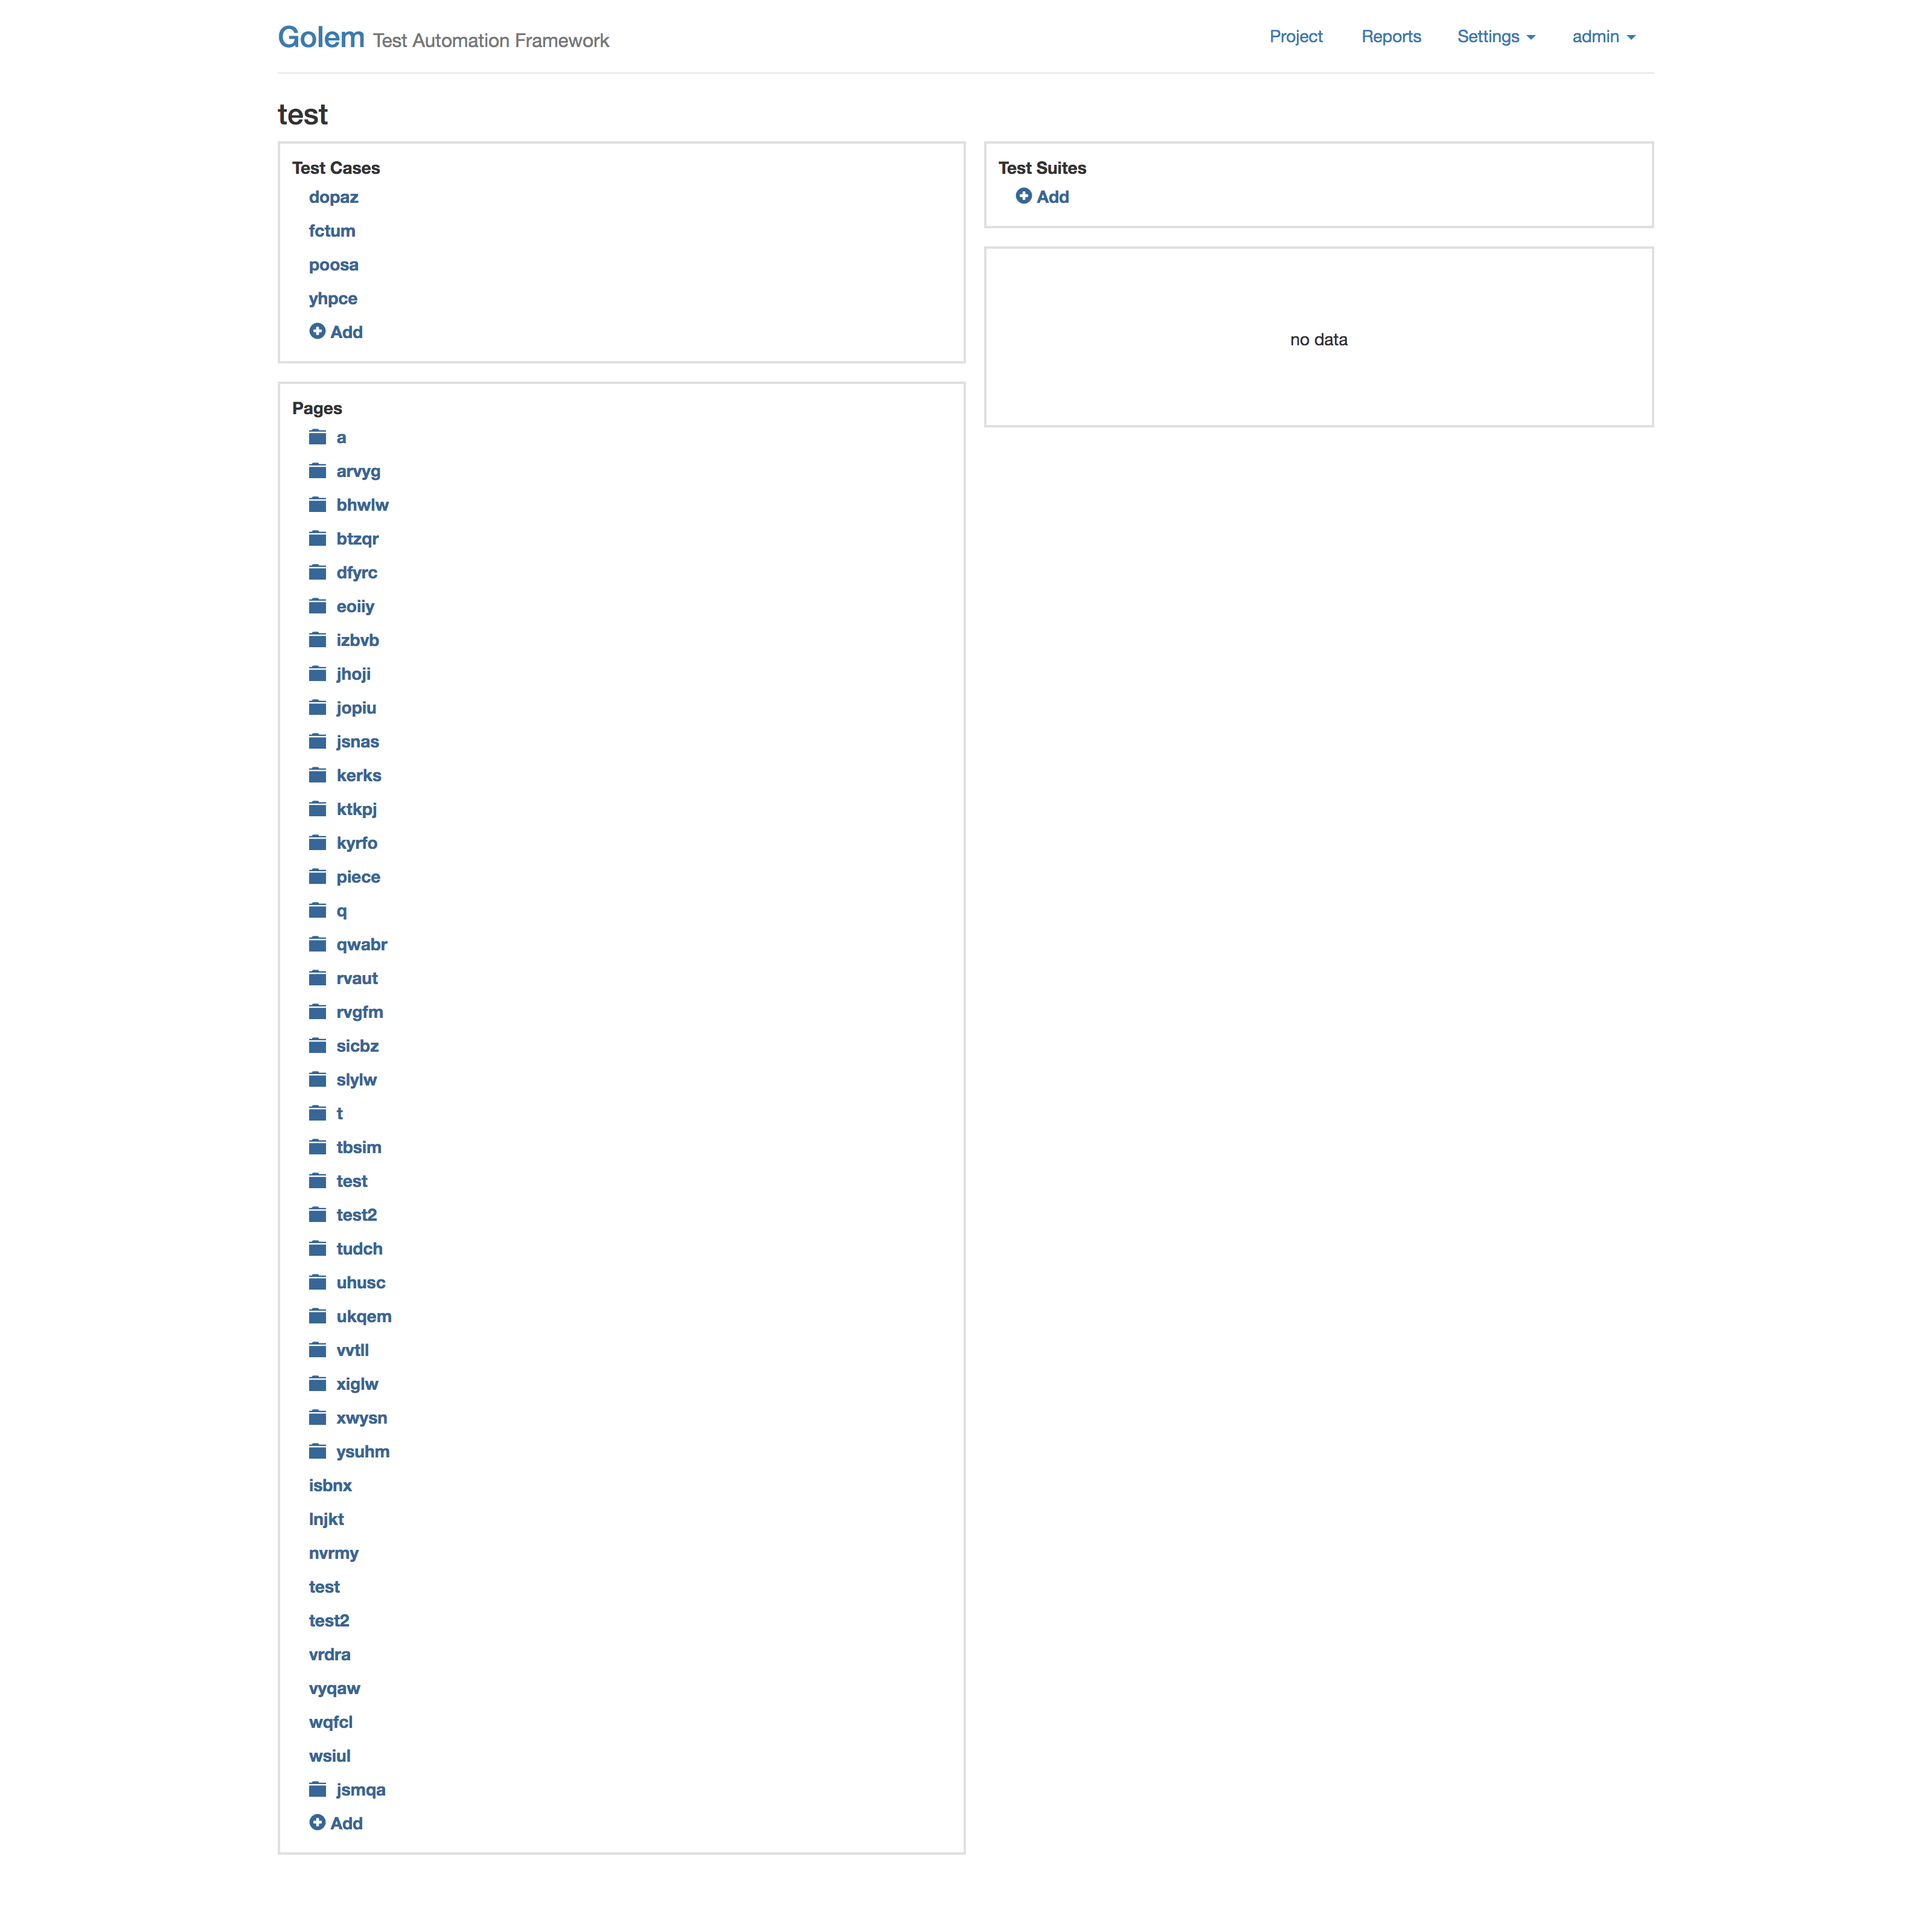 Golem Test Automation Framework
Project Reports Settings admin
test
Test Cases
dopaz
fctum
poosa
yhpce
Add
Pages
a
arvyg
bhwlw
btzqr
dfyrc
eoiiy
izbvb
jhoji
jopiu
jsnas
kerks
ktkpj
kyrfo
piece
q
qwabr
rvaut
rvgfm
sicbz
slylw
t
tbsim
test
test2
tudch
uhusc
ukqem
vvtll
xiglw
xwysn
ysuhm
isbnx
lnjkt
nvrmy
test
test2
vrdra
vyqaw
wqfcl
wsiul
jsmqa
Add
Test Suites
Add
no data